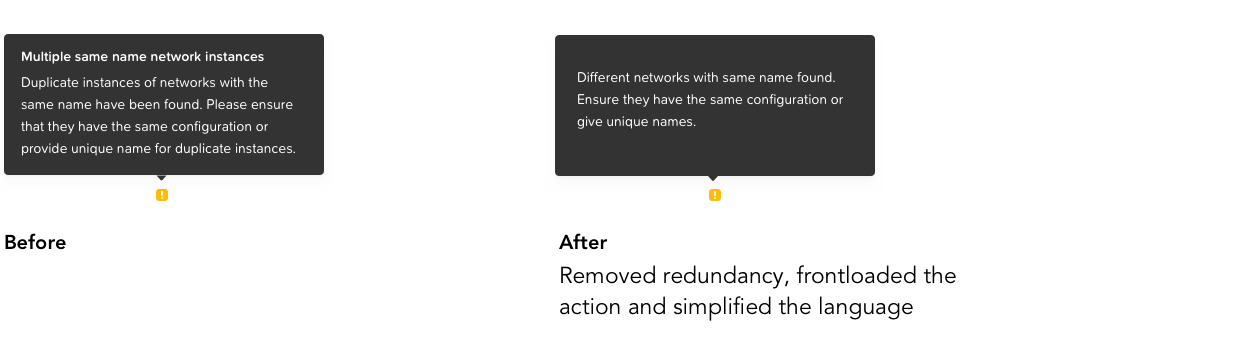 Multiple same name network instances
Duplicate instances of networks with the
same name have been found. Please ensure
that they have the same configuration or
provide unique name for duplicate instances.
Before
Different networks with same name found.
Ensure they have the same configuration or
give unique names.
After
Removed redundancy, frontloaded the
action and simplified the language